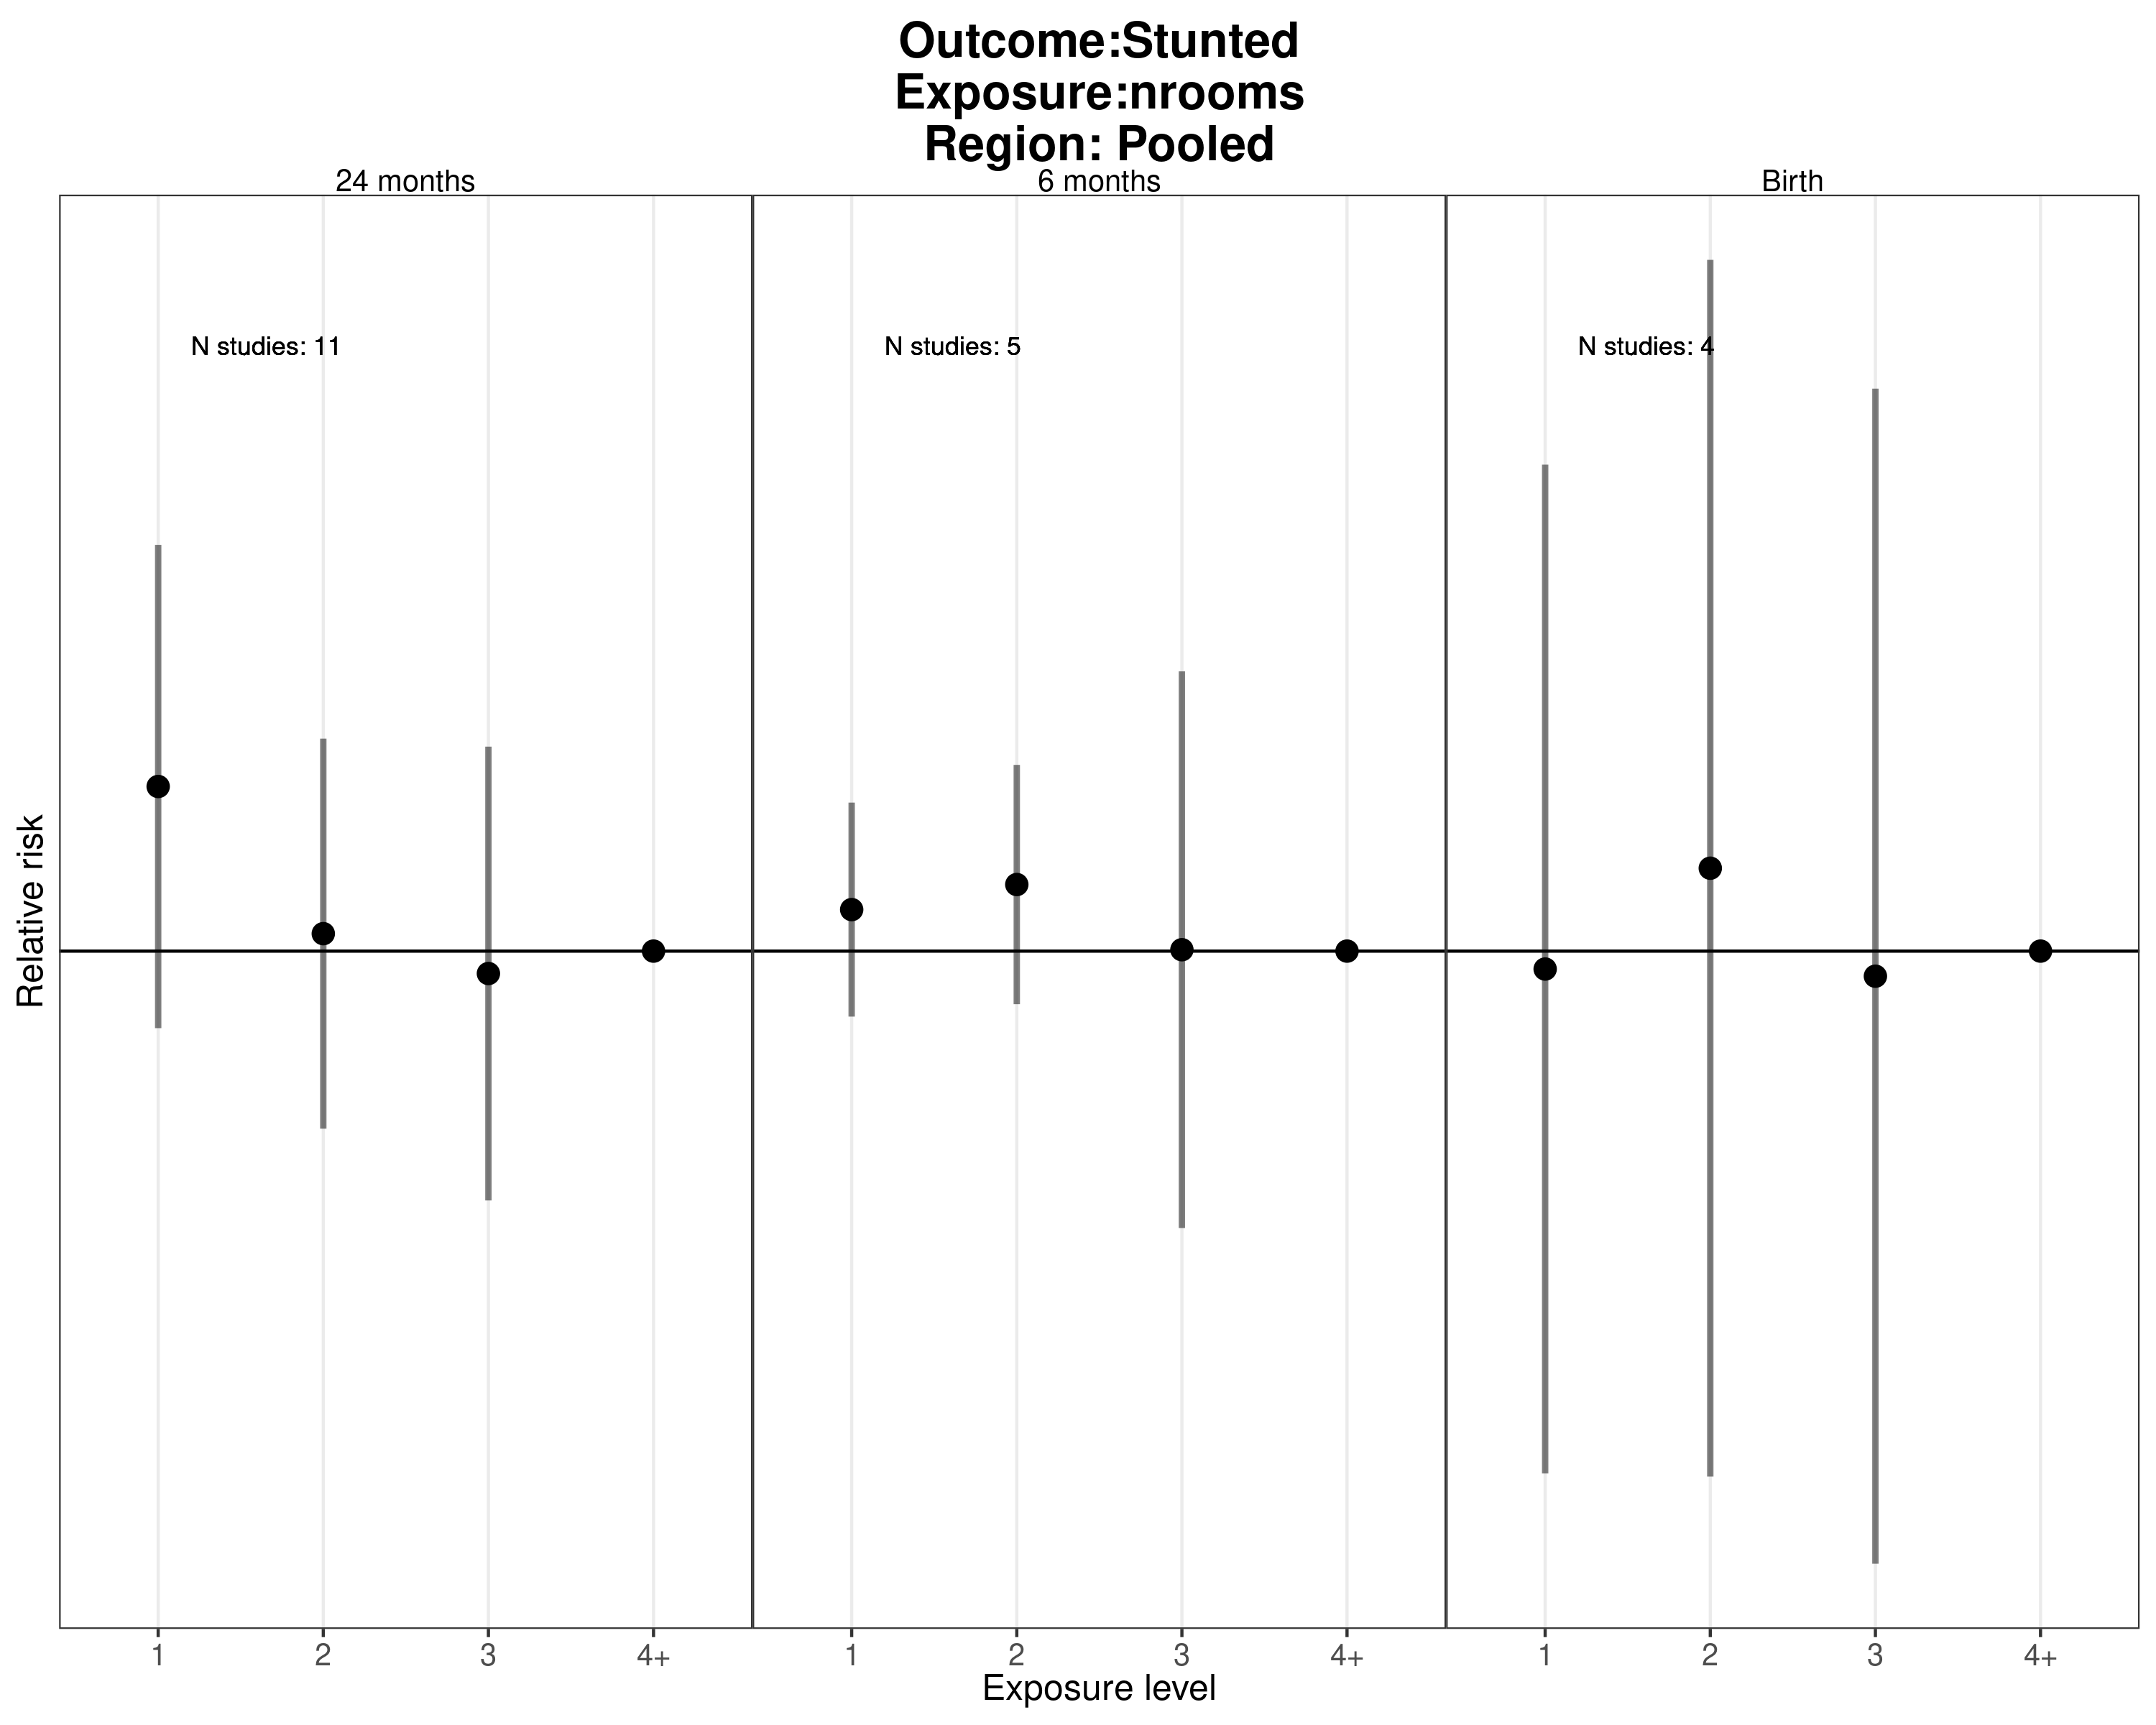 Outcome:Stunted
Exposure:nrooms
Region: Pooled
24 months
6 months
Birth
N studies: 11
N studies: 5
N studies: 4
Relative risk
1
2
3
4+
1
2
3
4+
1
2
3
4+
Exposure level